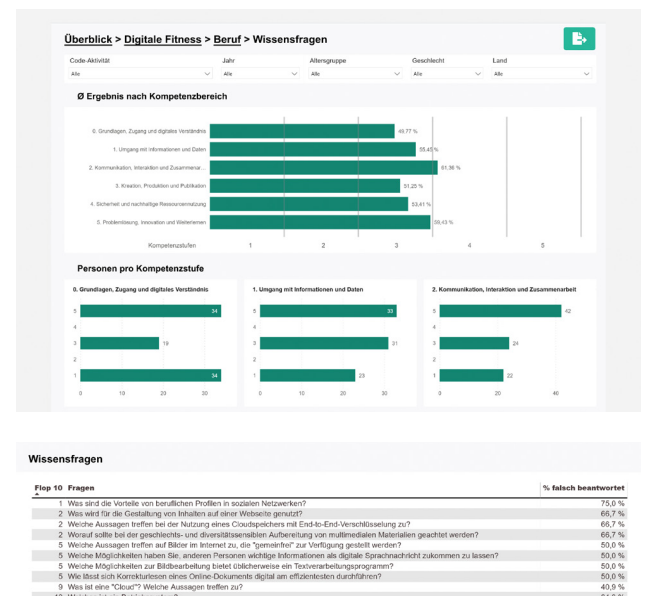 Überblick > Digitale Fitness > Beruf > Wissensfragen
Code-Aktivität Jahr Altersgruppe Geschlecht Land
Alle Alle Alle Alle Alle
Ø Ergebnis nach Kompetenzbereich
0. Grundlagen, Zugang und digitales Verständnis 49,77 %
1. Umgang mit Informationen und Daten 55,45 %
2. Kommunikation, Interaktion und Zusammenar... 61,36 %
3. Kreation, Produktion und Publikation 51,25 %
4. Sicherheit und nachhaltige Ressourcennutzung 53,41 %
5. Problemlösung, Innovation und Weiterlernen 59,43 %
Kompetenzstufen 1 2 3 4 5
Personen pro Kompetenzstufe
0. Grundlagen, Zugang und digitales Verständnis
5 34
4
3 19
2
1 34
0 10 20 30
1. Umgang mit Informationen und Daten
5 33
4
3 31
2
1 23
0 10 20 30
2. Kommunikation, Interaktion und Zusammenarbeit
5 42
4
3 24
2
1 22
0 20 40
Wissensfragen
Flop 10 Fragen % falsch beantwortet
1 Was sind die Vorteile von beruflichen Profilen in sozialen Netzwerken? 75,0 %
2 Was wird für die Gestaltung von Inhalten auf einer Webseite genutzt? 66,7 %
2 Welche Aussagen treffen bei der Nutzung eines Cloudspeichers mit End-to-End-Verschlüsselung zu? 66,7 %
2 Worauf sollte bei der geschlechts- und diversitätssensiblen Aufbereitung von multimedialen Materialien geachtet werden? 66,7 %
5 Welche Aussagen treffen auf Bilder im Internet zu, die "gemeinfrei" zur Verfügung gestellt werden? 50,0 %
5 Welche Möglichkeiten haben Sie, anderen Personen wichtige Informationen als digitale Sprachnachricht zukommen zu lassen? 50,0 %
5 Welche Möglichkeiten zur Bildbearbeitung bietet üblicherweise ein Textverarbeitungsprogramm? 50,0 %
5 Wie lässt sich Korrekturlesen eines Online-Dokuments digital am effizientesten durchführen? 50,0 %
9 Was ist eine "Cloud"? Welche Aussagen treffen zu? 40,9 %